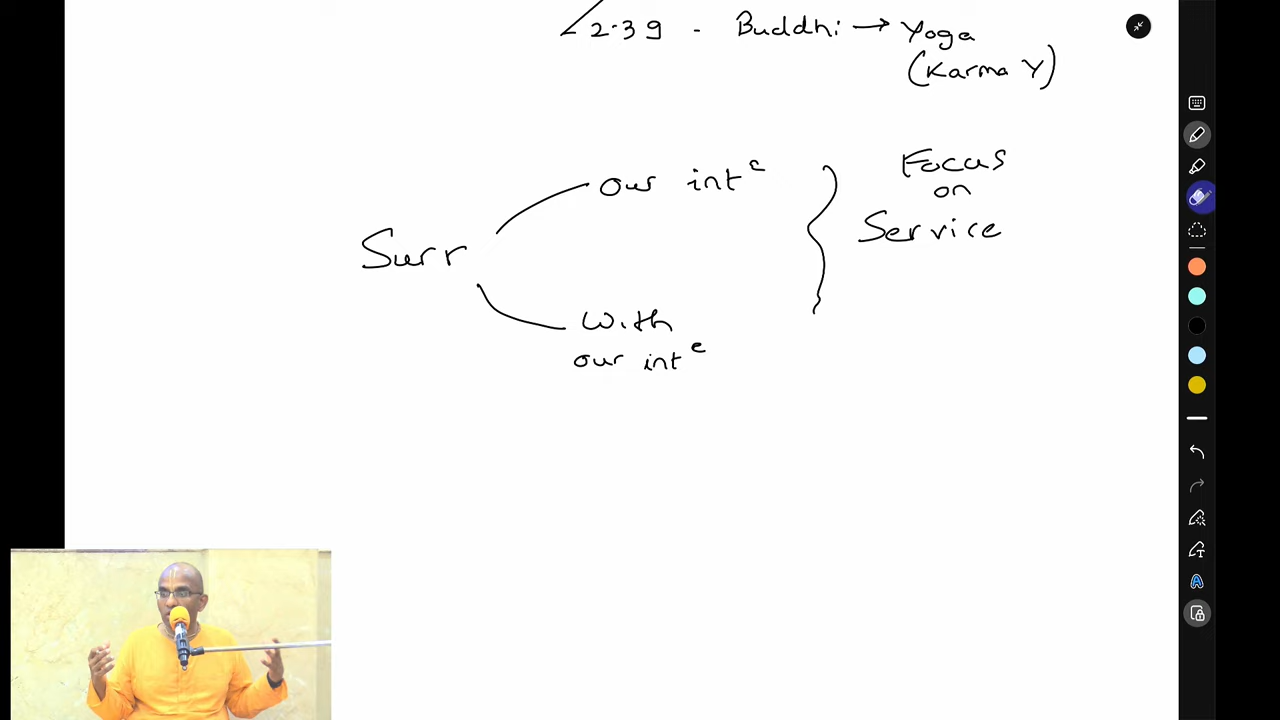 2.39 - Buddhi → Yoga
(Karma Y)
Surr
our int^e
With
our int^e
Focus
on
Service